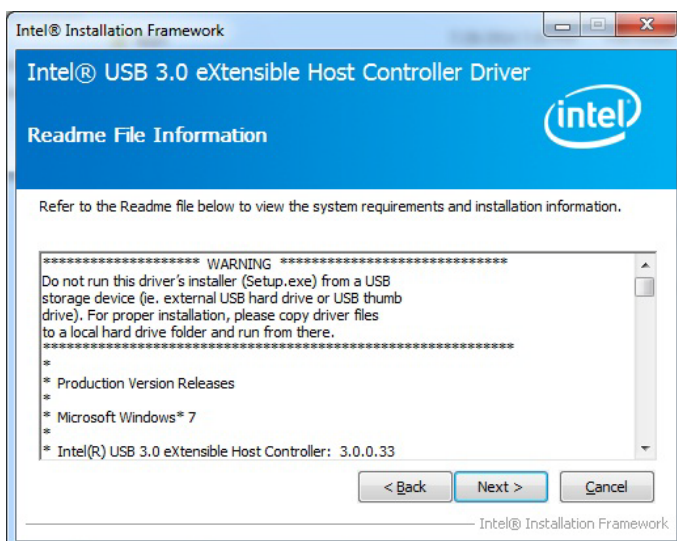 Intel® Installation Framework
Intel® USB 3.0 eXtensible Host Controller Driver
intel
Readme File Information
Refer to the Readme file below to view the system requirements and installation information.
******************** WARNING *****************************
Do not run this driver's installer (Setup.exe) from a USB
storage device (ie. external USB hard drive or USB thumb
drive). For proper installation, please copy driver files
to a local hard drive folder and run from there.
************************************************************
*
* Production Version Releases
*
* Microsoft Windows* 7
*
* Intel(R) USB 3.0 eXtensible Host Controller: 3.0.0.33
< Back Next > Cancel
Intel® Installation Framework